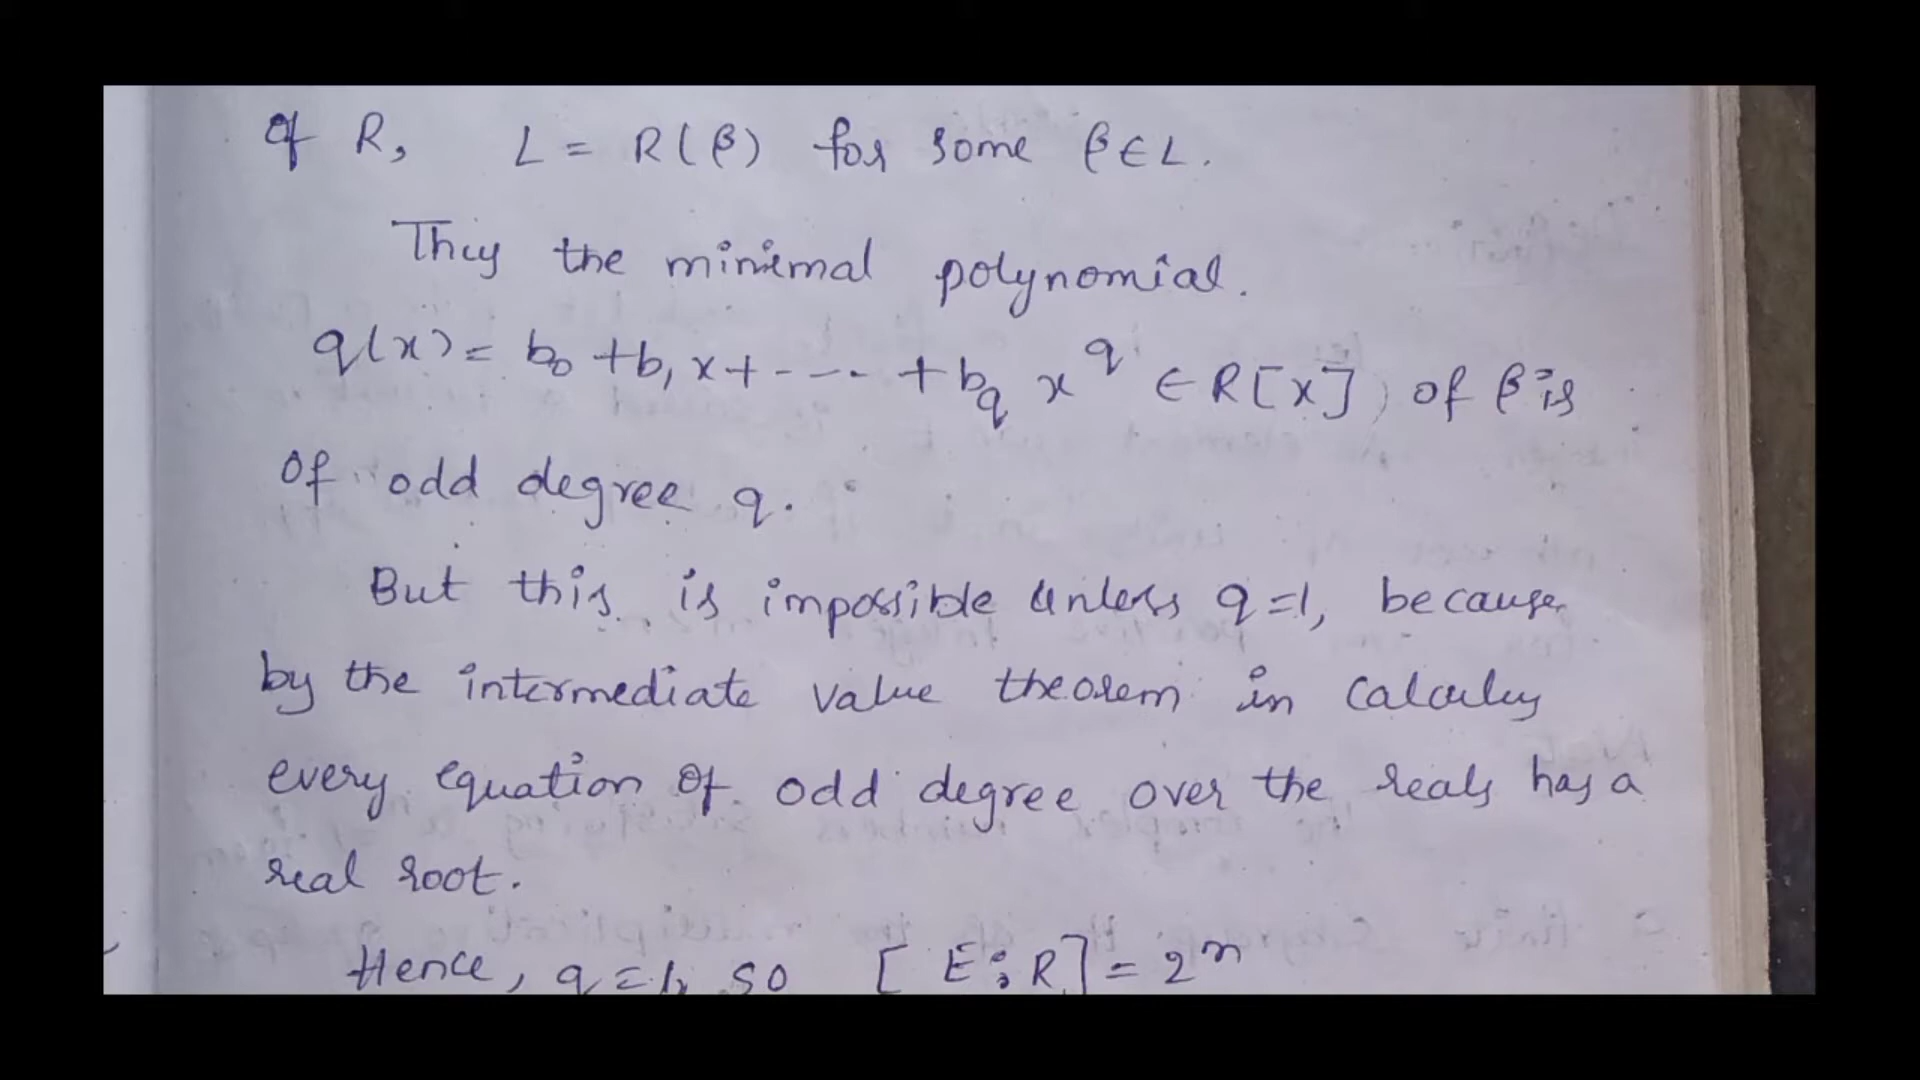 of R, L = R(β) for some β∈L.
Thus the minimal polynomial.
q(x) = b₀ + b₁x + ---- + b_q x^q ∈ R[x], of β is
of odd degree q.
But this is impossible unless q=1, because
by the intermediate value theorem in calculus
every equation of odd degree over the reals has a
real root.
Hence, q=1, so [E:R] = 2^n